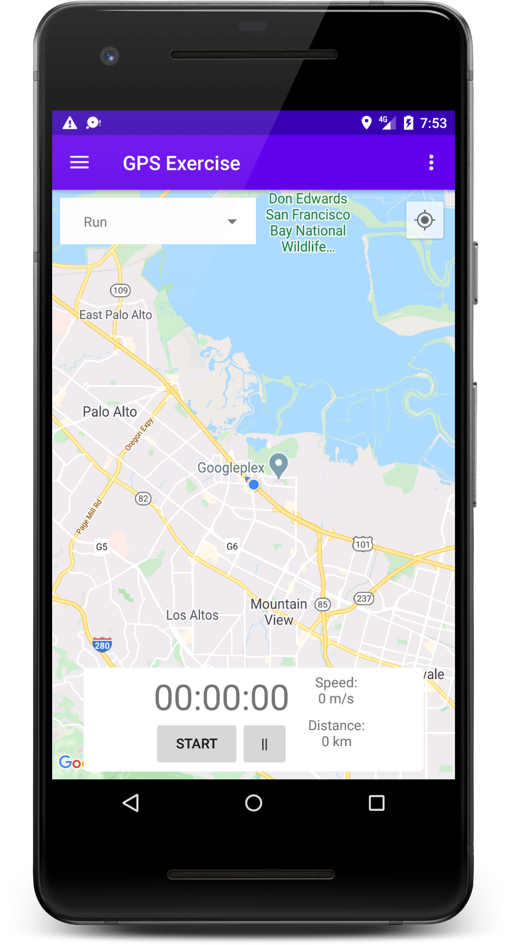 4G
7:53
GPS Exercise
Run
Don Edwards
San Francisco
Bay National
Wildlife...
109
East Palo Alto
Palo Alto
Oregon Expy
Googleplex
82
Page Mill Rd
G5
G6
101
Los Altos
Mountain
View
85
237
280
vale
00:00:00
Speed:
0 m/s
START
||
Distance:
0 km
Goo